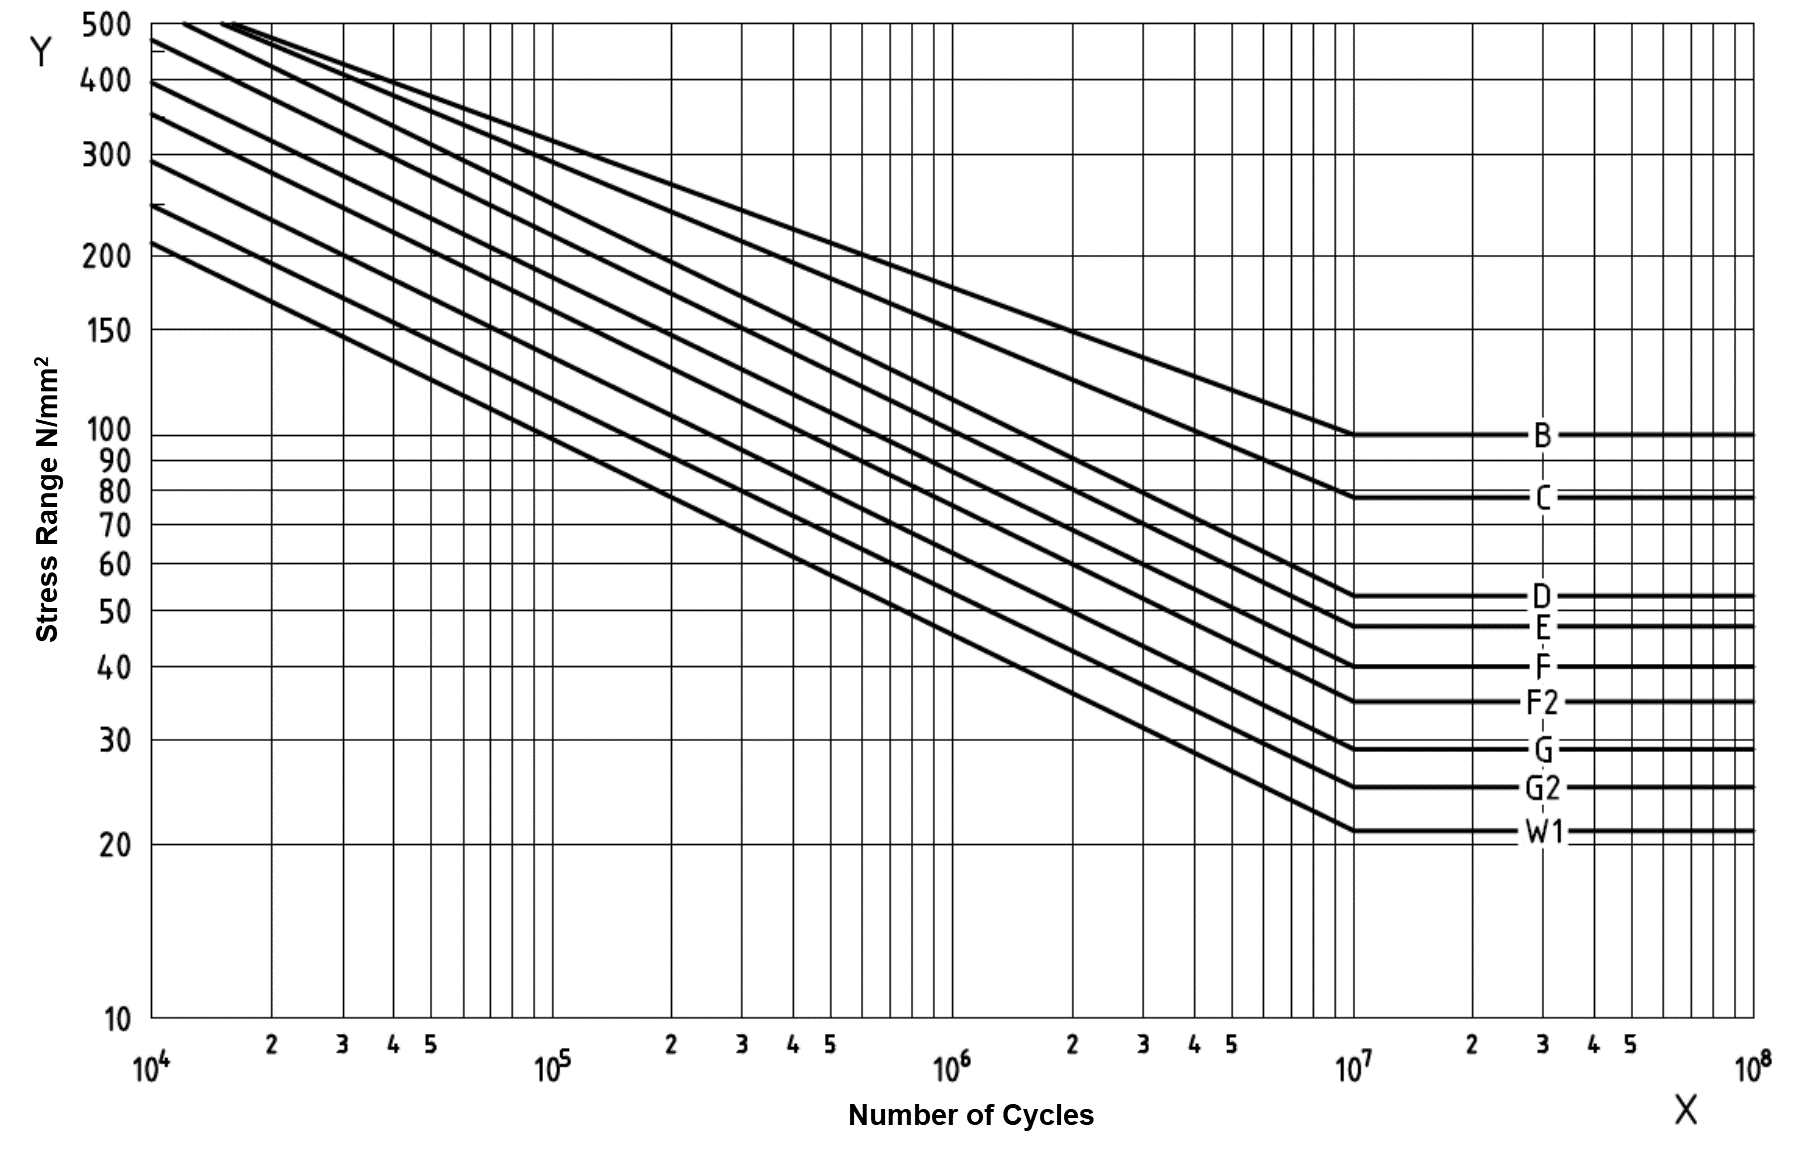 Y
500
400
300
200
150
100
90
80
70
60
50
40
30
20
10
Stress Range N/mm²
B
C
D
E
F
F2
G
G2
W1
2 3 4 5 2 3 4 5 2 3 4 5 2 3 4 5
10⁴ 10⁵ 10⁶ 10⁷ 10⁸
Number of Cycles
X